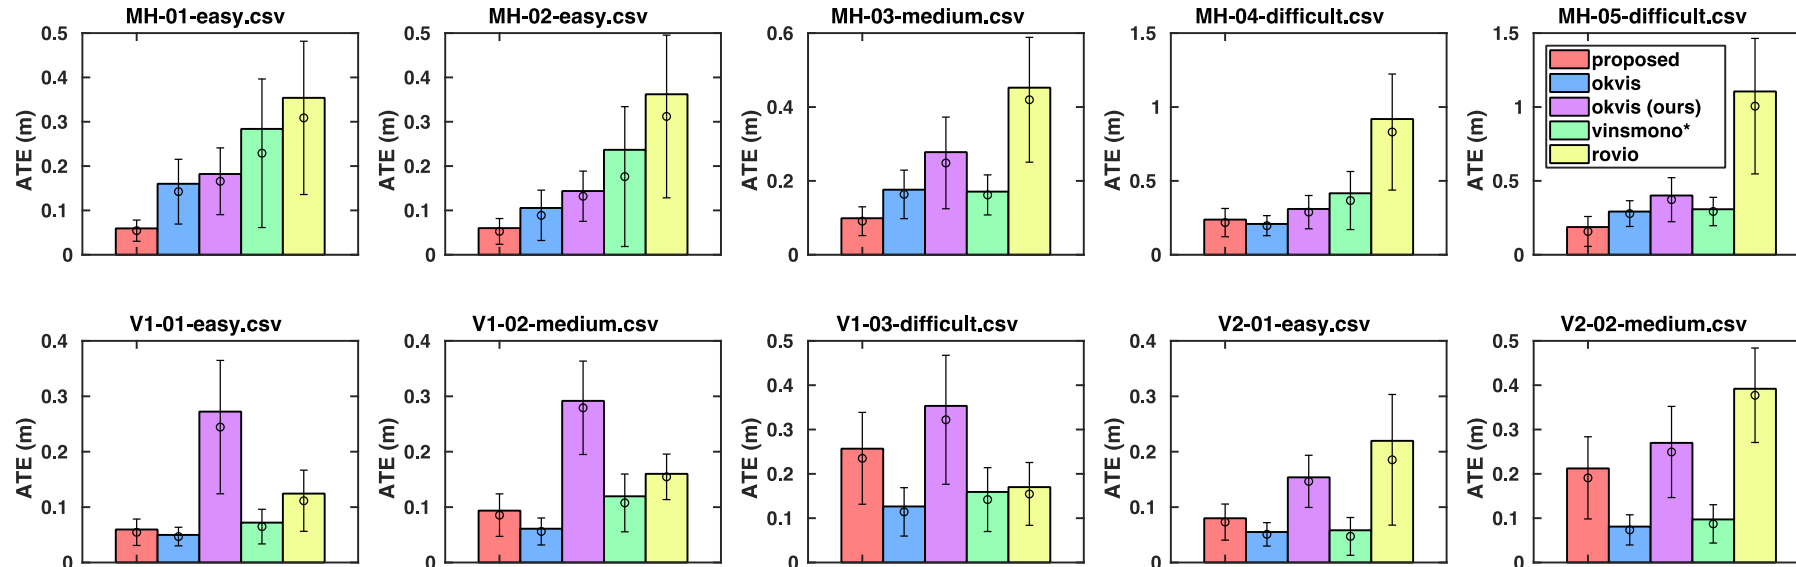 MH-01-easy.csv
ATE (m)
0.5
0.4
0.3
0.2
0.1
0
MH-02-easy.csv
ATE (m)
0.5
0.4
0.3
0.2
0.1
0
MH-03-medium.csv
ATE (m)
0.6
0.4
0.2
0
MH-04-difficult.csv
ATE (m)
1.5
1
0.5
0
MH-05-difficult.csv
ATE (m)
1.5
1
0.5
0
proposed
okvis
okvis (ours)
vinsmono*
rovio
V1-01-easy.csv
ATE (m)
0.4
0.3
0.2
0.1
0
V1-02-medium.csv
ATE (m)
0.4
0.3
0.2
0.1
0
V1-03-difficult.csv
ATE (m)
0.5
0.4
0.3
0.2
0.1
0
V2-01-easy.csv
ATE (m)
0.4
0.3
0.2
0.1
0
V2-02-medium.csv
ATE (m)
0.5
0.4
0.3
0.2
0.1
0